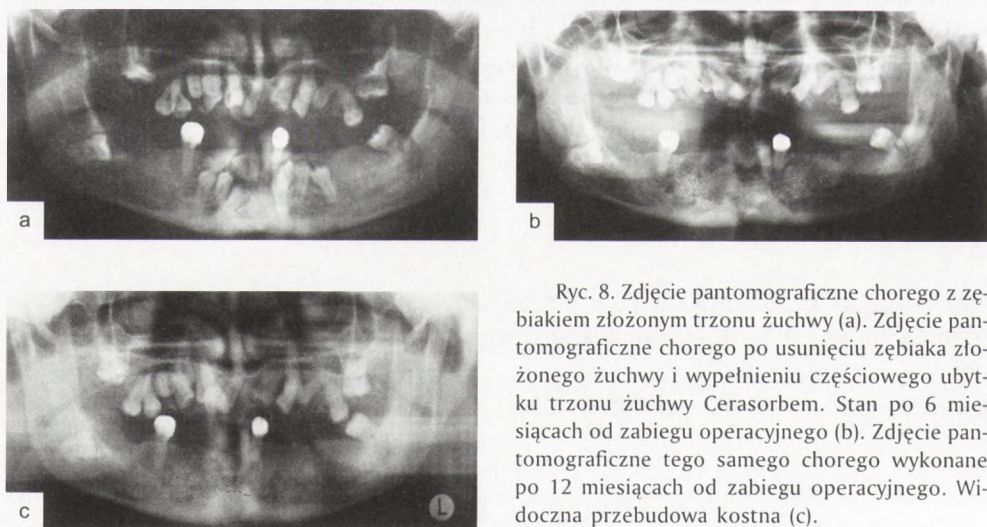 a
b
c
L
Ryc. 8. Zdjęcie pantomograficzne chorego z zę-
biakiem złożonym trzonu żuchwy (a). Zdjęcie pan-
tomograficzne chorego po usunięciu zębiaka zło-
żonego żuchwy i wypełnieniu częściowego ubyt-
ku trzonu żuchwy Cerasorbem. Stan po 6 mie-
siącach od zabiegu operacyjnego (b). Zdjęcie pan-
tomograficzne tego samego chorego wykonane
po 12 miesiącach od zabiegu operacyjnego. Wi-
doczna przebudowa kostna (c).